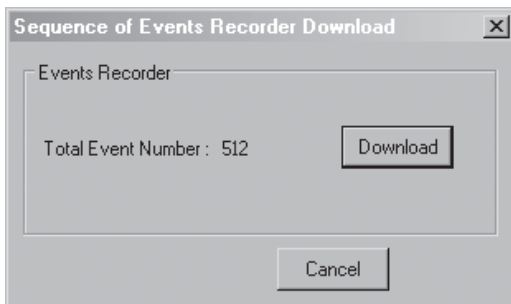 Sequence of Events Recorder Download
Events Recorder
Total Event Number : 512
Download
Cancel